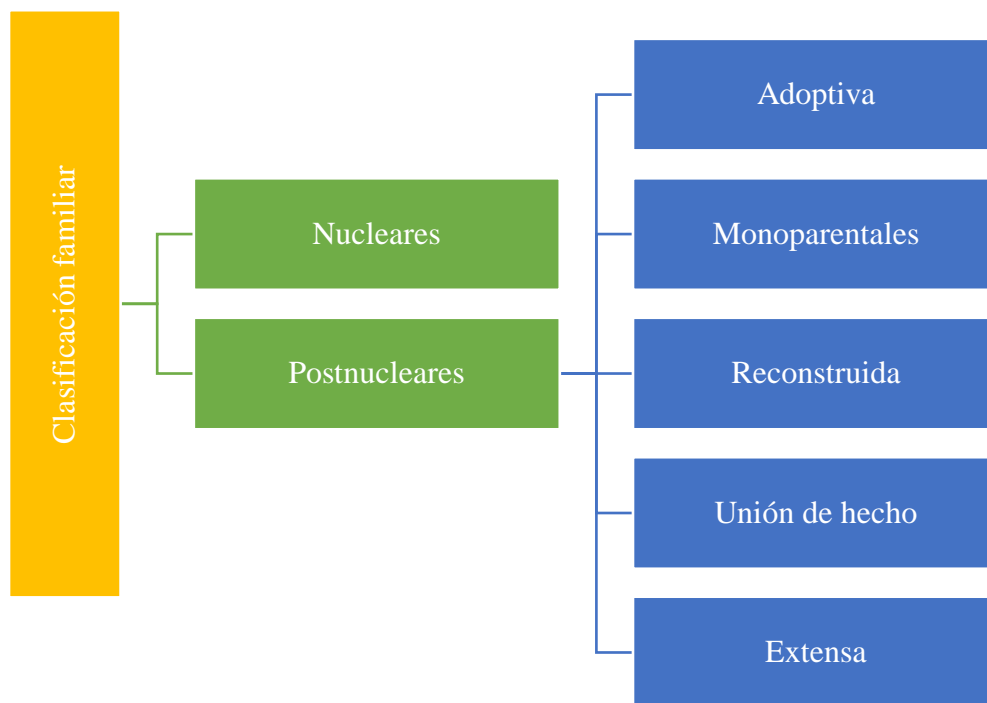 Clasificación familiar
Nucleares
Postnucleares
Adoptiva
Monoparentales
Reconstruida
Unión de hecho
Extensa